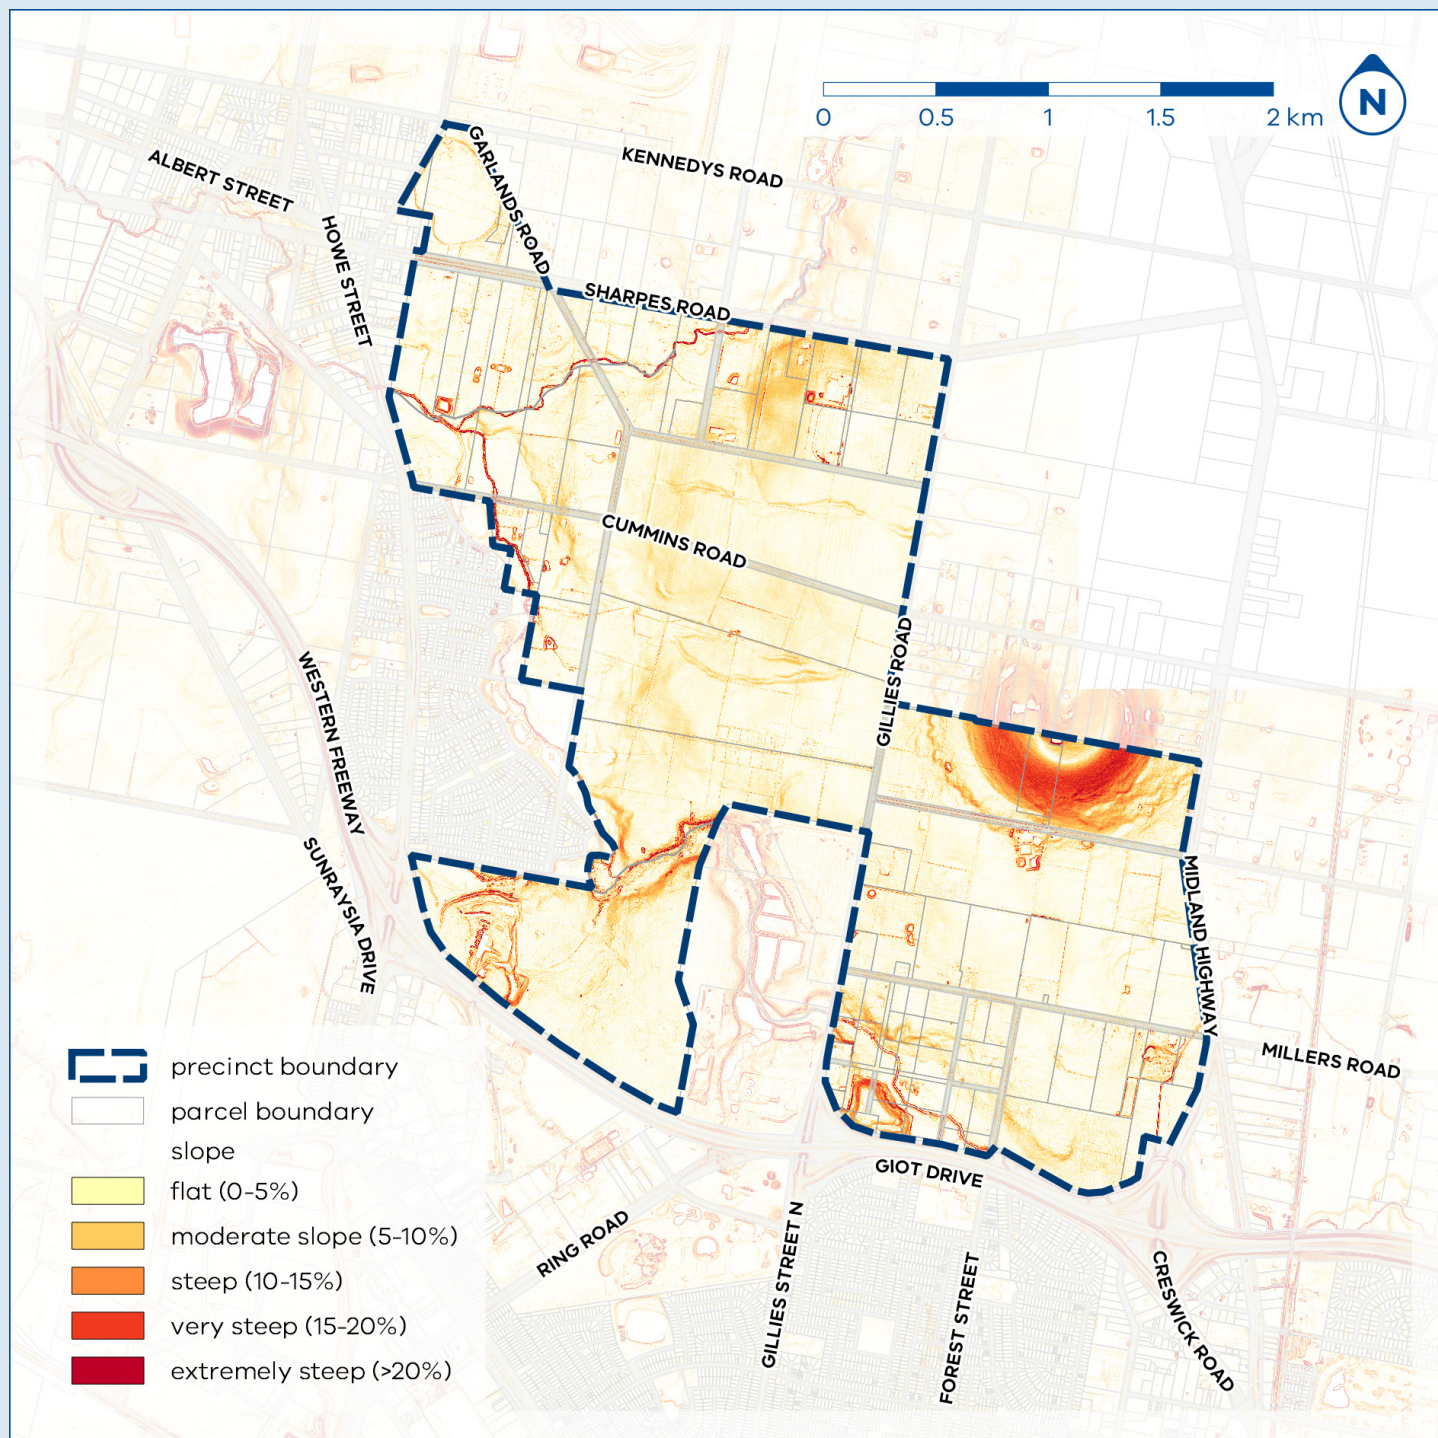 0 0.5 1 1.5 2 km
N
KENNEDYS ROAD
ALBERT STREET
GARLANDS ROAD
HOWE STREET
SHARPES ROAD
CUMMINS ROAD
GILLIES ROAD
WESTERN FREEWAY
SUNRAYSIA DRIVE
MIDLAND HIGHWAY
MILLERS ROAD
GIOT DRIVE
RING ROAD
GILLIES STREET N
FOREST STREET
CRESWICK ROAD
precinct boundary
parcel boundary
slope
flat (0-5%)
moderate slope (5-10%)
steep (10-15%)
very steep (15-20%)
extremely steep (>20%)